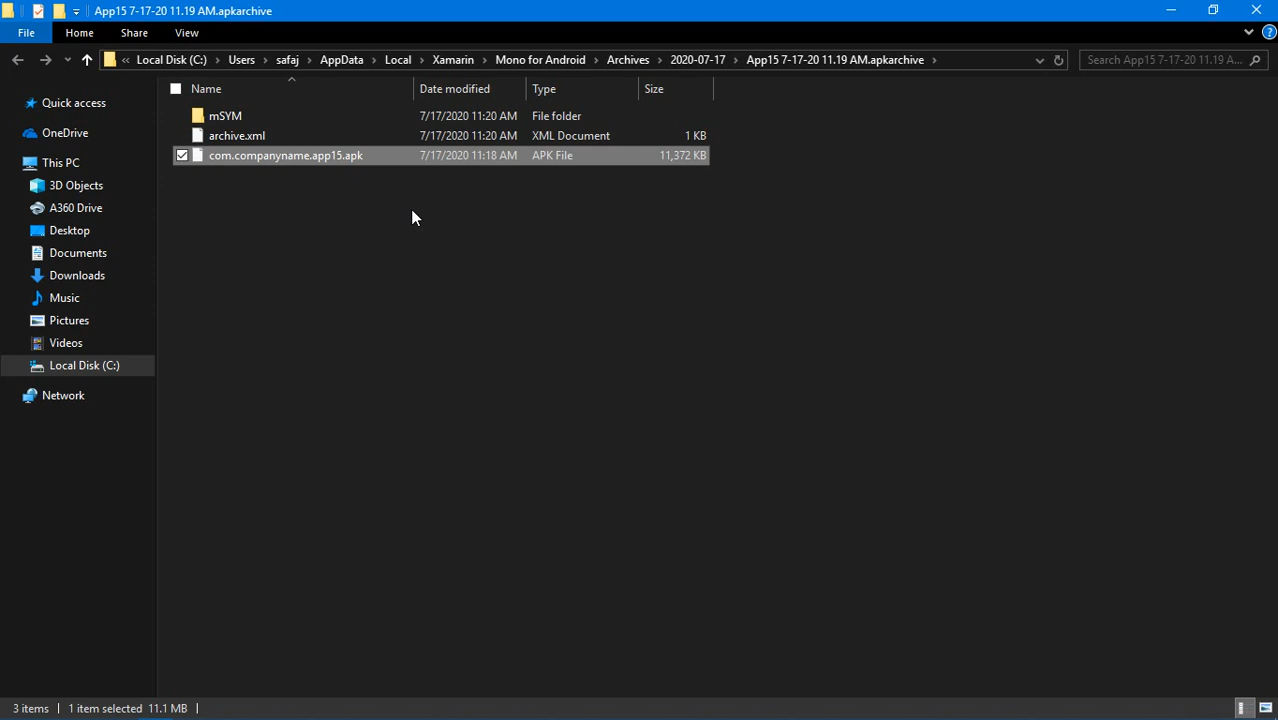 App15 7-17-20 11.19 AM.apkarchive
File Home Share View
« Local Disk (C:) › Users › safaj › AppData › Local › Xamarin › Mono for Android › Archives › 2020-07-17 › App15 7-17-20 11.19 AM.apkarchive ›
Search App15 7-17-20 11.19 A...
Name Date modified Type Size
mSYM 7/17/2020 11:20 AM File folder
archive.xml 7/17/2020 11:20 AM XML Document 1 KB
com.companyname.app15.apk 7/17/2020 11:18 AM APK File 11,372 KB
Quick access
OneDrive
This PC
3D Objects
A360 Drive
Desktop
Documents
Downloads
Music
Pictures
Videos
Local Disk (C:)
Network
3 items 1 item selected 11.1 MB